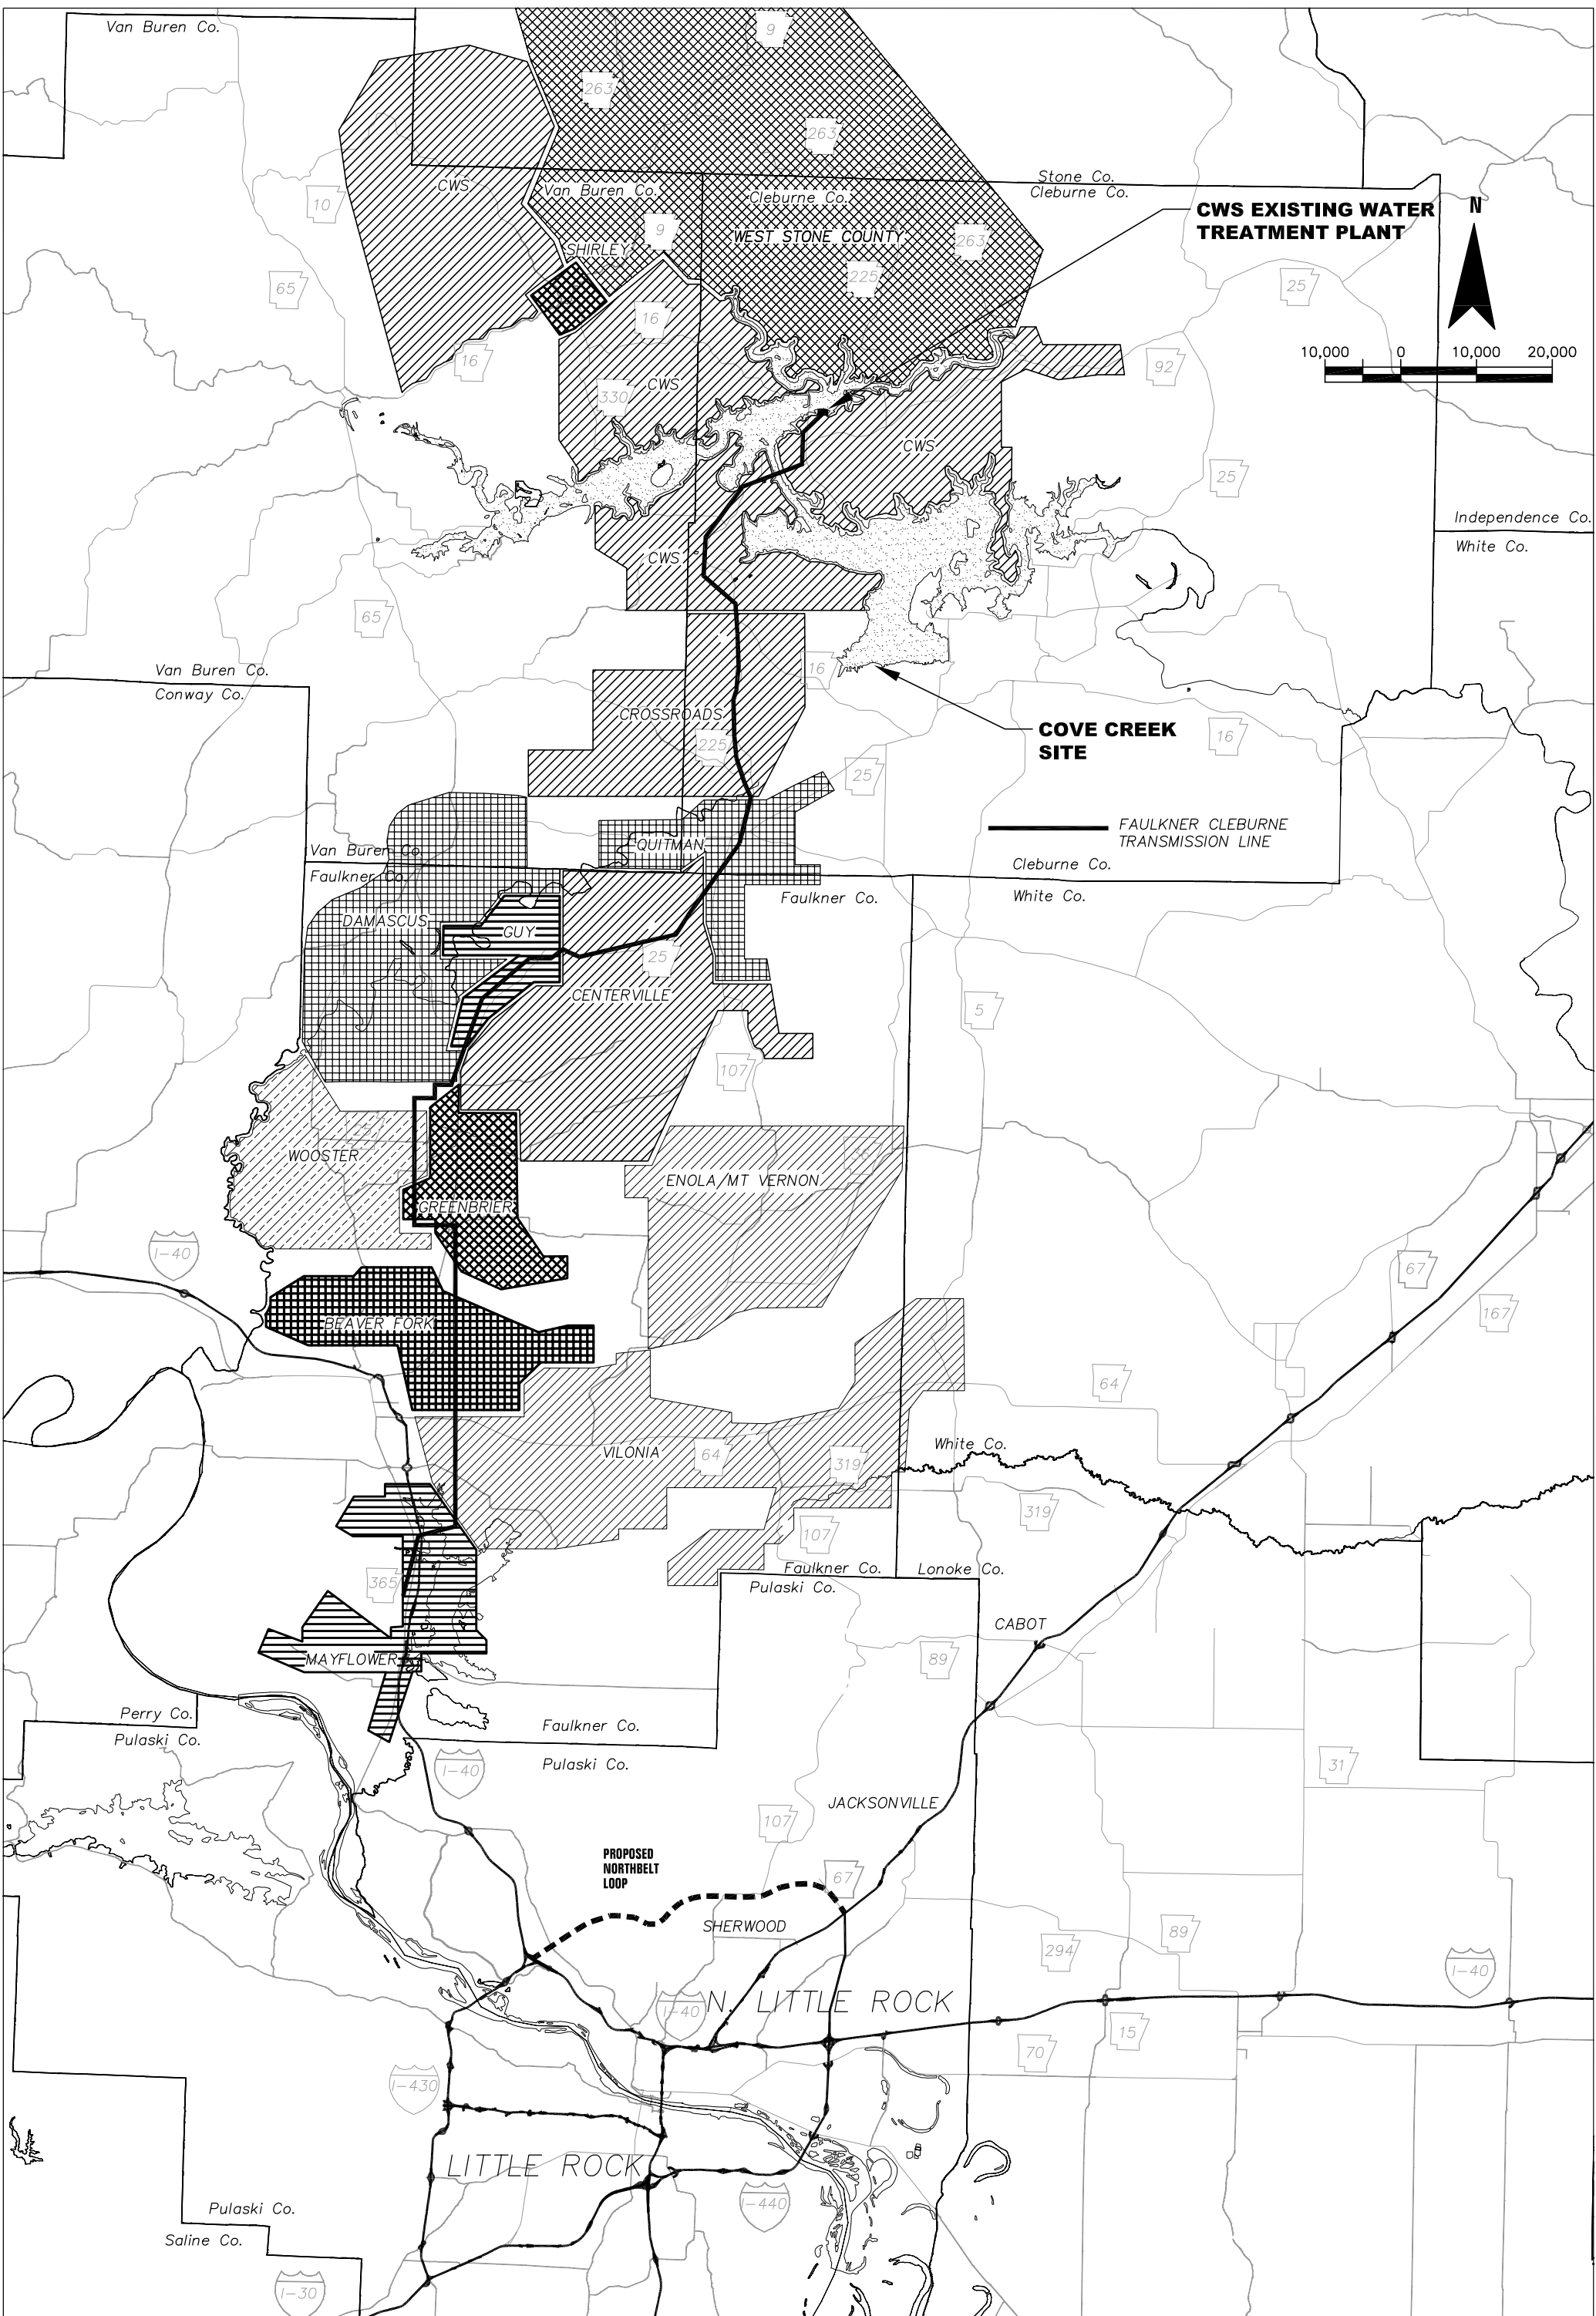 Van Buren Co.
9
263
263
Stone Co.
Cleburne Co.
CWS
Van Buren Co.
Cleburne Co.
10
CWS EXISTING WATER
TREATMENT PLANT
N
9
WEST STONE COUNTY
263
SHIRLEY
225
65
25
16
10,000
0
10,000
20,000
16
92
CWS
330
CWS
25
Independence Co.
White Co.
CWS
65
Van Buren Co.
Conway Co.
16
CROSSROADS
225
COVE CREEK
SITE
16
25
FAULKNER CLEBURNE
TRANSMISSION LINE
QUITMAN
Van Buren Co.
Faulkner Co.
Cleburne Co.
White Co.
Faulkner Co.
DAMASCUS
GUY
25
CENTERVILLE
5
107
25
WOOSTER
36
ENOLA/MT VERNON
GREENBRIER
I-40
67
167
BEAVER FORK
64
White Co.
VILONIA
64
319
319
107
Faulkner Co.
Lonoke Co.
Pulaski Co.
365
CABOT
89
MAYFLOWER
Perry Co.
Pulaski Co.
Faulkner Co.
Pulaski Co.
I-40
31
JACKSONVILLE
107
PROPOSED
NORTHBELT
LOOP
67
SHERWOOD
89
294
I-40
I-40
N. LITTLE ROCK
15
70
I-430
LITTLE ROCK
I-440
Pulaski Co.
Saline Co.
I-30